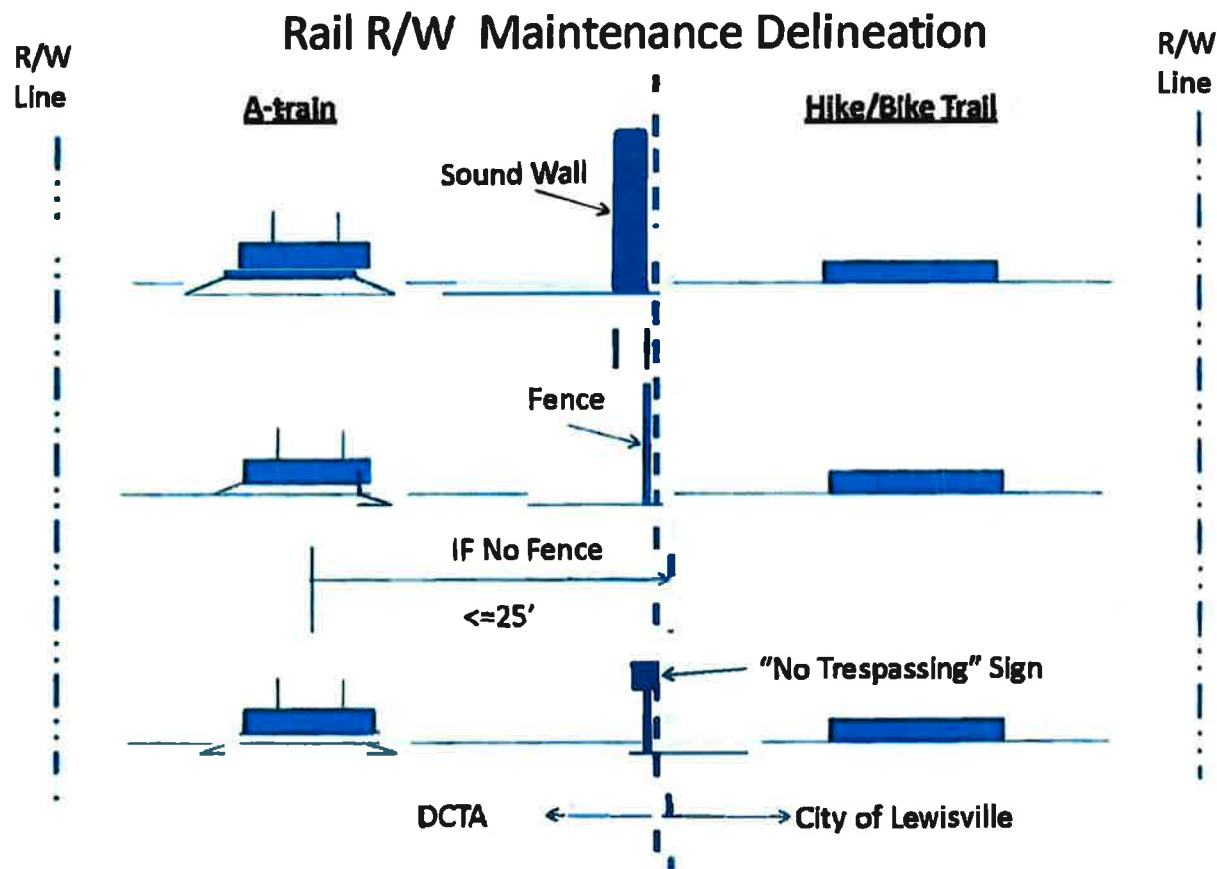 Rail R/W Maintenance Delineation
R/W
Line
R/W
Line
A-train
Hike/Bike Trail
Sound Wall
Fence
IF No Fence
<=25'
"No Trespassing" Sign
DCTA
City of Lewisville